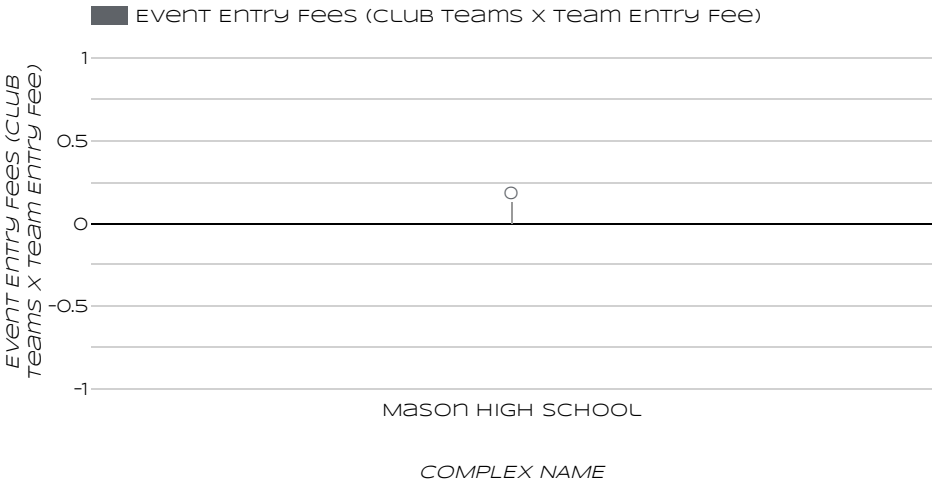 Event Entry Fees (Club Teams x Team Entry Fee)
Event Entry Fees (Club
Teams x Team Entry Fee)
1
0.5
0
0
-0.5
-1
Mason High School
Complex Name